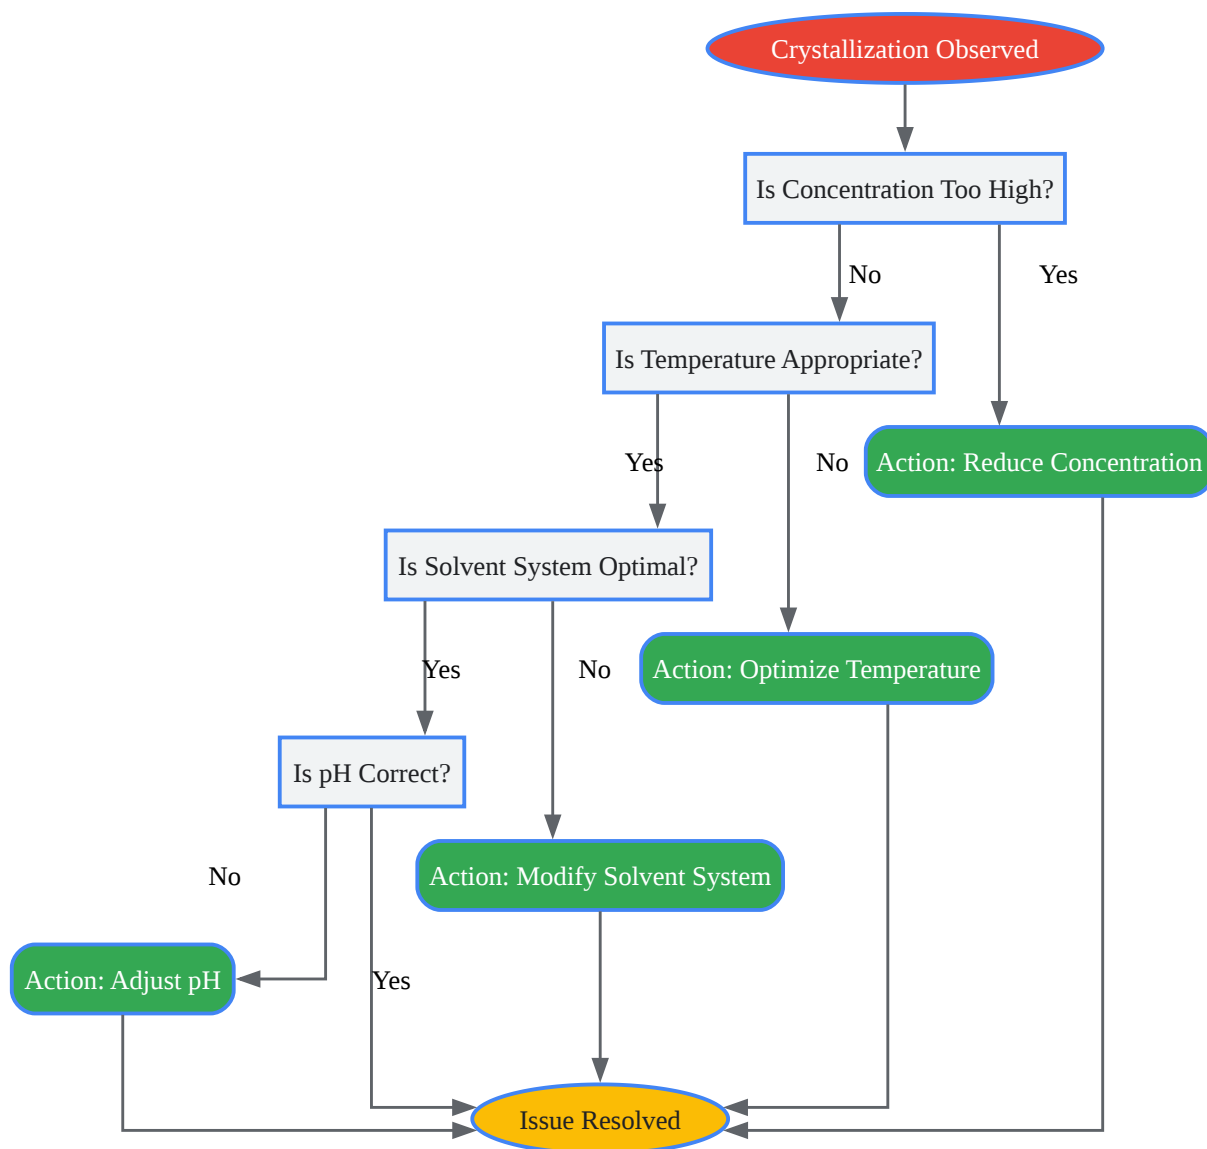 Crystallization Observed
Is Concentration Too High?
No
Yes
Is Temperature Appropriate?
Yes
No
Action: Reduce Concentration
Is Solvent System Optimal?
Yes
No
Action: Optimize Temperature
Is pH Correct?
No
Action: Modify Solvent System
Action: Adjust pH
Yes
Issue Resolved